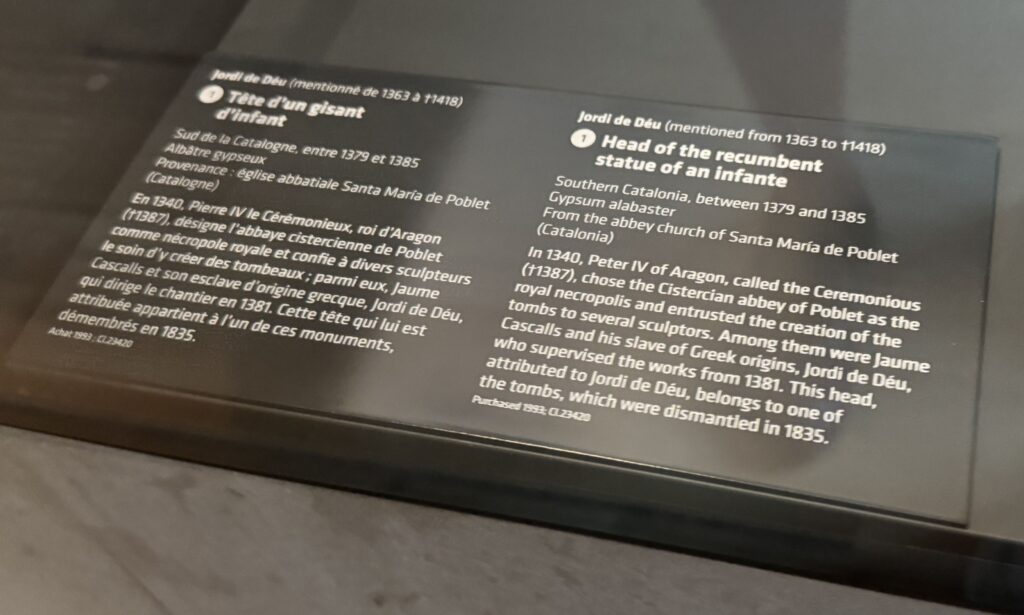 Jordi de Déu (mentionné de 1363 à †1418)
1 Tête d'un gisant
d'infant
Sud de la Catalogne, entre 1379 et 1385
Albâtre gypseux
Provenance : église abbatiale Santa María de Poblet
(Catalogne)
En 1340, Pierre IV le Cérémonieux, roi d'Aragon
(†1387), désigne l'abbaye cistercienne de Poblet
comme nécropole royale et confie à divers sculpteurs
le soin d'y créer des tombeaux ; parmi eux, Jaume
Cascalls et son esclave d'origine grecque, Jordi de Déu,
qui dirige le chantier en 1381. Cette tête qui lui est
attribuée appartient à l'un de ces monuments,
démembrés en 1835.
Achat 1993 : Cl.23420
Jordi de Déu (mentioned from 1363 to †1418)
1 Head of the recumbent
statue of an infante
Southern Catalonia, between 1379 and 1385
Gypsum alabaster
From the abbey church of Santa María de Poblet
(Catalonia)
In 1340, Peter IV of Aragon, called the Ceremonious
(†1387), chose the Cistercian abbey of Poblet as the
royal necropolis and entrusted the creation of the
tombs to several sculptors. Among them were Jaume
Cascalls and his slave of Greek origins, Jordi de Déu,
who supervised the works from 1381. This head,
attributed to Jordi de Déu, belongs to one of
the tombs, which were dismantled in 1835.
Purchased 1993; Cl.23420